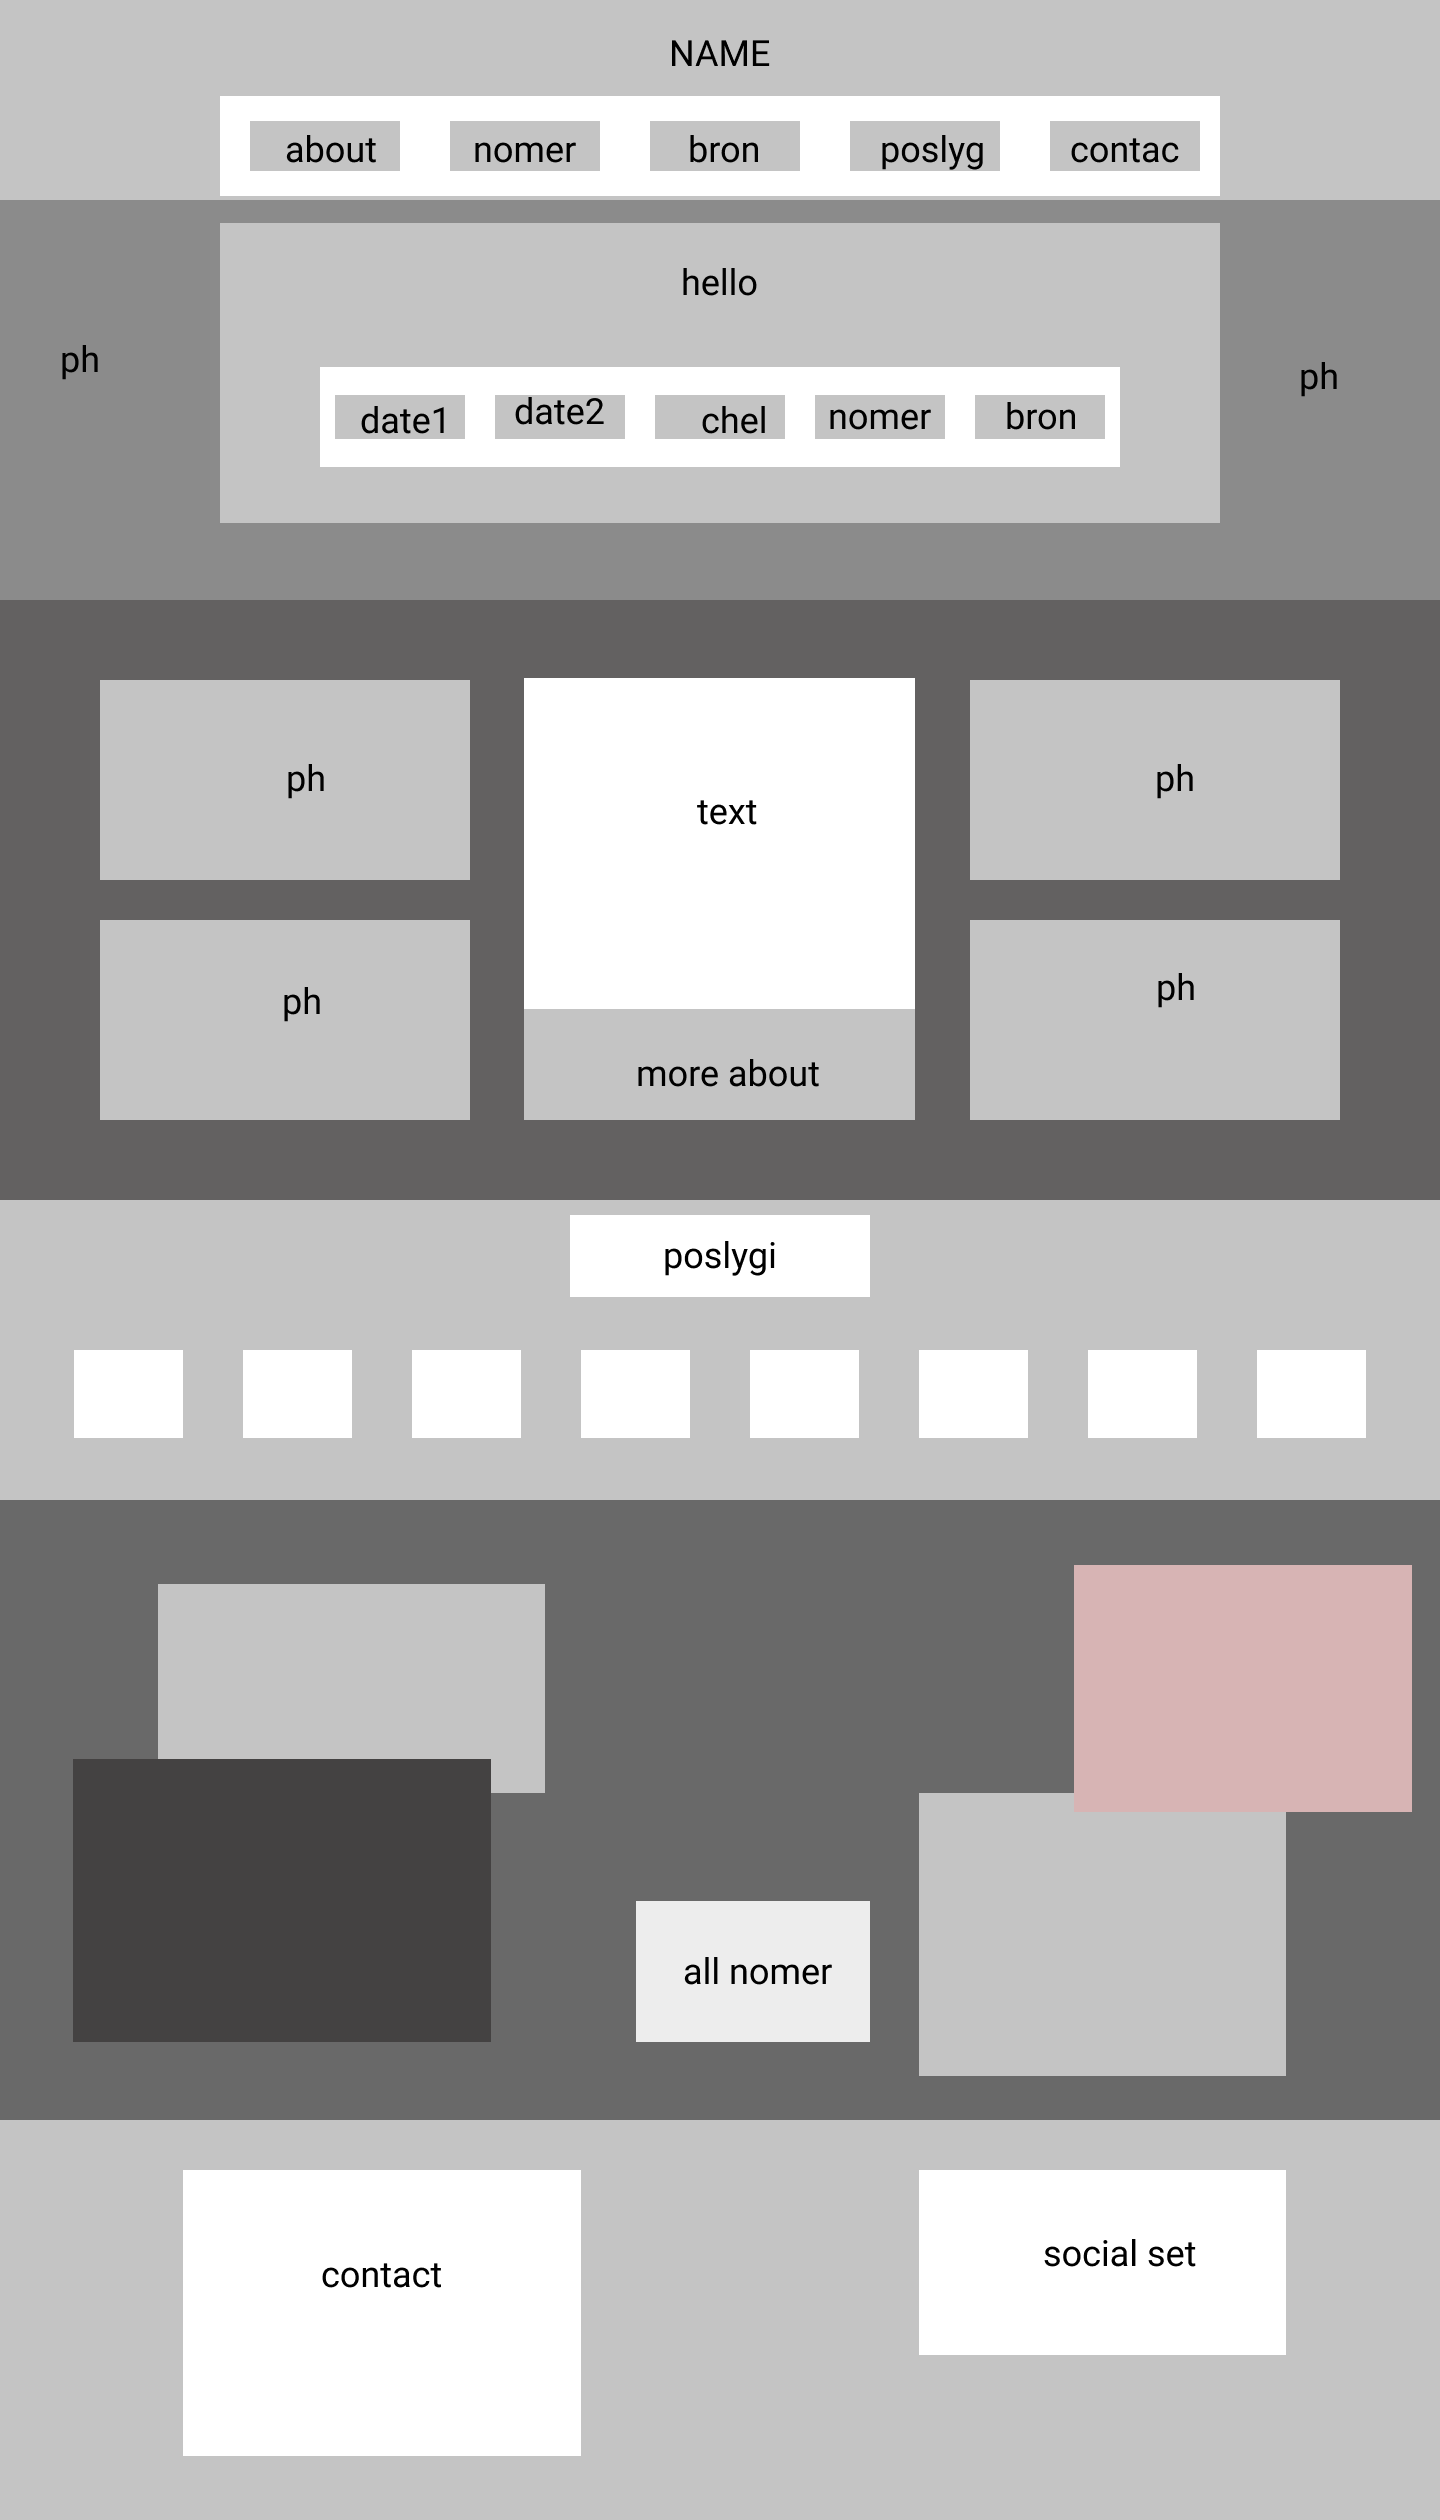 NAME
about nomer bron poslyg contac
hello
ph ph
date1 date2 chel nomer bron
ph ph
text
ph ph
more about
poslygi
all nomer
contact social set